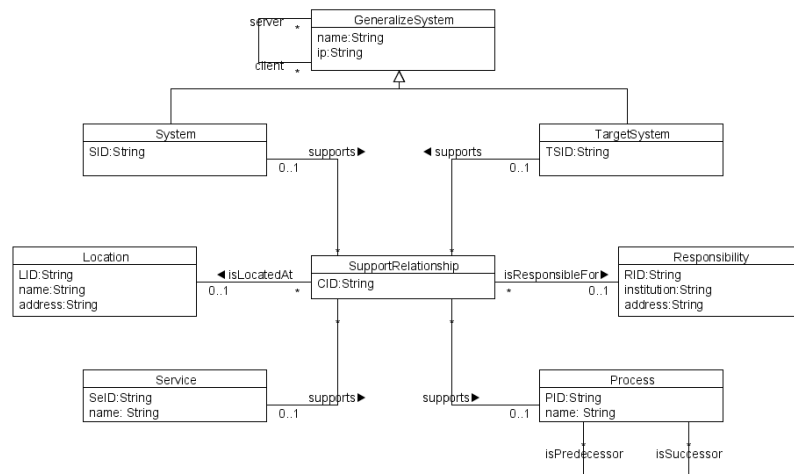 GeneralizeSystem
server
*
name:String
ip:String
client
*
System
SID:String
TargetSystem
TSID:String
supports▶
0..1
◀ supports
0..1
*
*
Location
LID:String
name:String
address:String
◀ isLocatedAt
0..1
*
SupportRelationship
CID:String
isResponsibleFor▶
*
0..1
Responsibility
RID:String
institution:String
address:String
*
*
Service
SeID:String
name: String
supports▶
0..1
supports▶
0..1
Process
PID:String
name: String
*
*
isPredecessor
isSuccessor